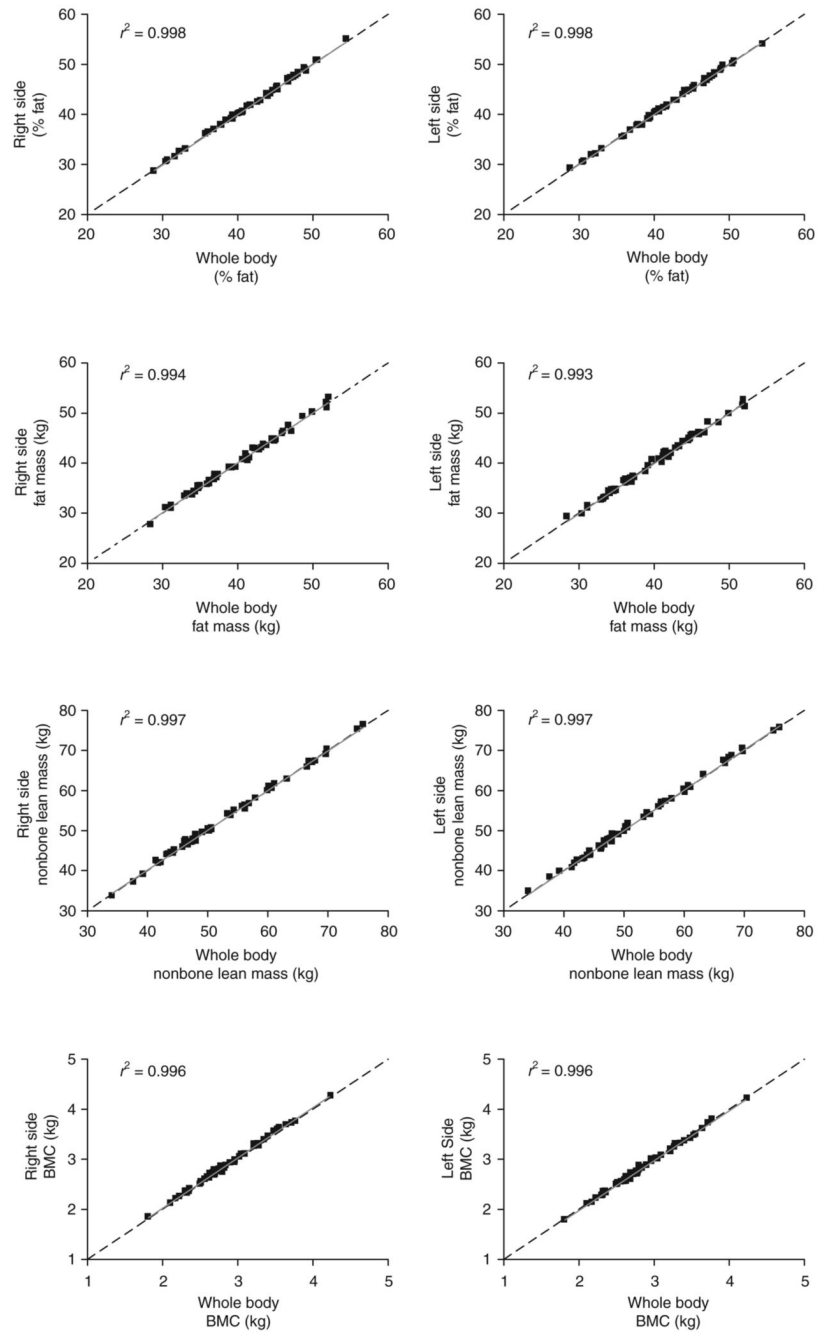 r² = 0.998
Right side
(% fat)
60
50
40
30
20
20 30 40 50 60
Whole body
(% fat)
r² = 0.998
Left side
(% fat)
60
50
40
30
20
20 30 40 50 60
Whole body
(% fat)
r² = 0.994
Right side
fat mass (kg)
60
50
40
30
20
20 30 40 50 60
Whole body
fat mass (kg)
r² = 0.993
Left side
fat mass (kg)
60
50
40
30
20
20 30 40 50 60
Whole body
fat mass (kg)
r² = 0.997
Right side
nonbone lean mass (kg)
80
70
60
50
40
30
30 40 50 60 70 80
Whole body
nonbone lean mass (kg)
r² = 0.997
Left side
nonbone lean mass (kg)
80
70
60
50
40
30
30 40 50 60 70 80
Whole body
nonbone lean mass (kg)
r² = 0.996
Right side
BMC (kg)
5
4
3
2
1
1 2 3 4 5
Whole body
BMC (kg)
r² = 0.996
Left Side
BMC (kg)
5
4
3
2
1
1 2 3 4 5
Whole body
BMC (kg)